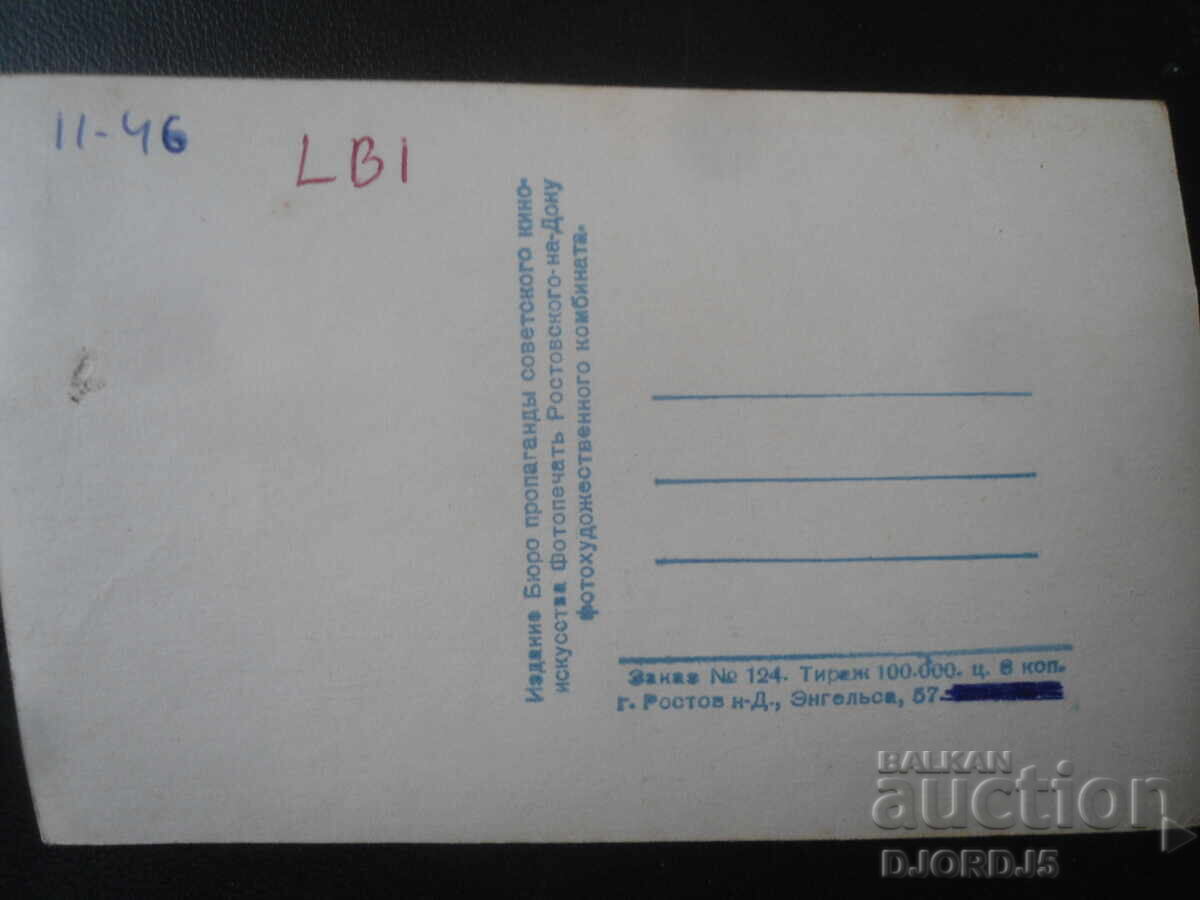 11-46
LB1
Издание Бюро пропаганды советского кино-
искусства Фотопечать Ростовского-на-Дону
фотохудожественного комбината.
Заказ № 124. Тираж 100.000. ц. 8 коп.
г. Ростов н-Д., Энгельса, 57
BALKAN
auction
DJORDJ5